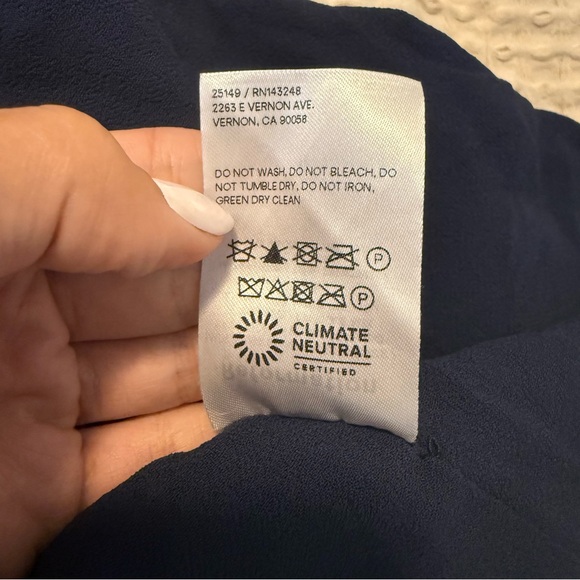 25149 / RN143248
2263 E VERNON AVE.
VERNON, CA 90058
DO NOT WASH, DO NOT BLEACH, DO
NOT TUMBLE DRY, DO NOT IRON,
GREEN DRY CLEAN
P
P
CLIMATE
NEUTRAL
CERTIFIED
Reformation